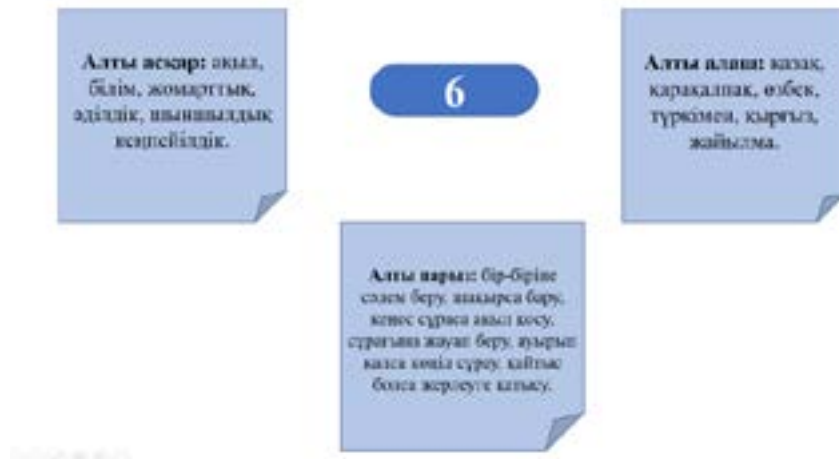 Алты асқар: ақыл,
білім, жомарттық,
әділдік, шыншылдық
кеңпейілдік.
6
Алты алаш: қазақ,
қарақалпақ, өзбек,
түркімен, қырғыз,
жайылма.
Алты парыз: бір-біріне
сәлем беру, шақырса бару,
кеңес сұраса ақыл қосу,
сұрағына жауап беру, ауырып
қалса көңіл сұрау, қайтыс
болса жерлеуге қатысу.